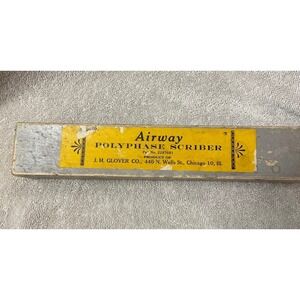 Airway
POLYPHASE SCRIBER
PRODUCT OF
J. H. GLOVER CO., 440 N. Wells St., Chicago 10, Ill.